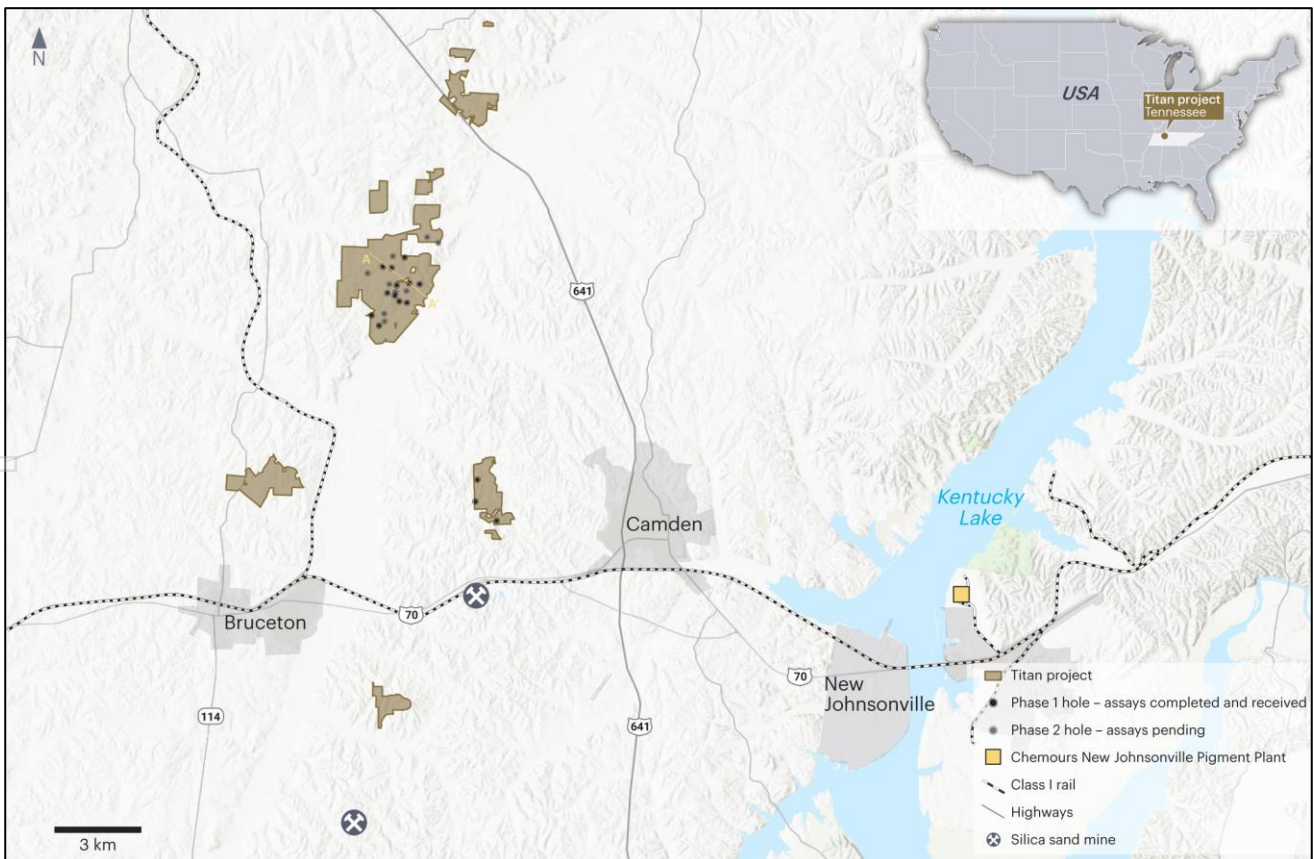 N
USA
Titan project
Tennessee
A
A'
641
Kentucky
Lake
Camden
Bruceton
70
New
Johnsonville
70
114
641
Titan project
Phase 1 hole – assays completed and received
Phase 2 hole – assays pending
Chemours New Johnsonville Pigment Plant
Class I rail
Highways
Silica sand mine
3 km